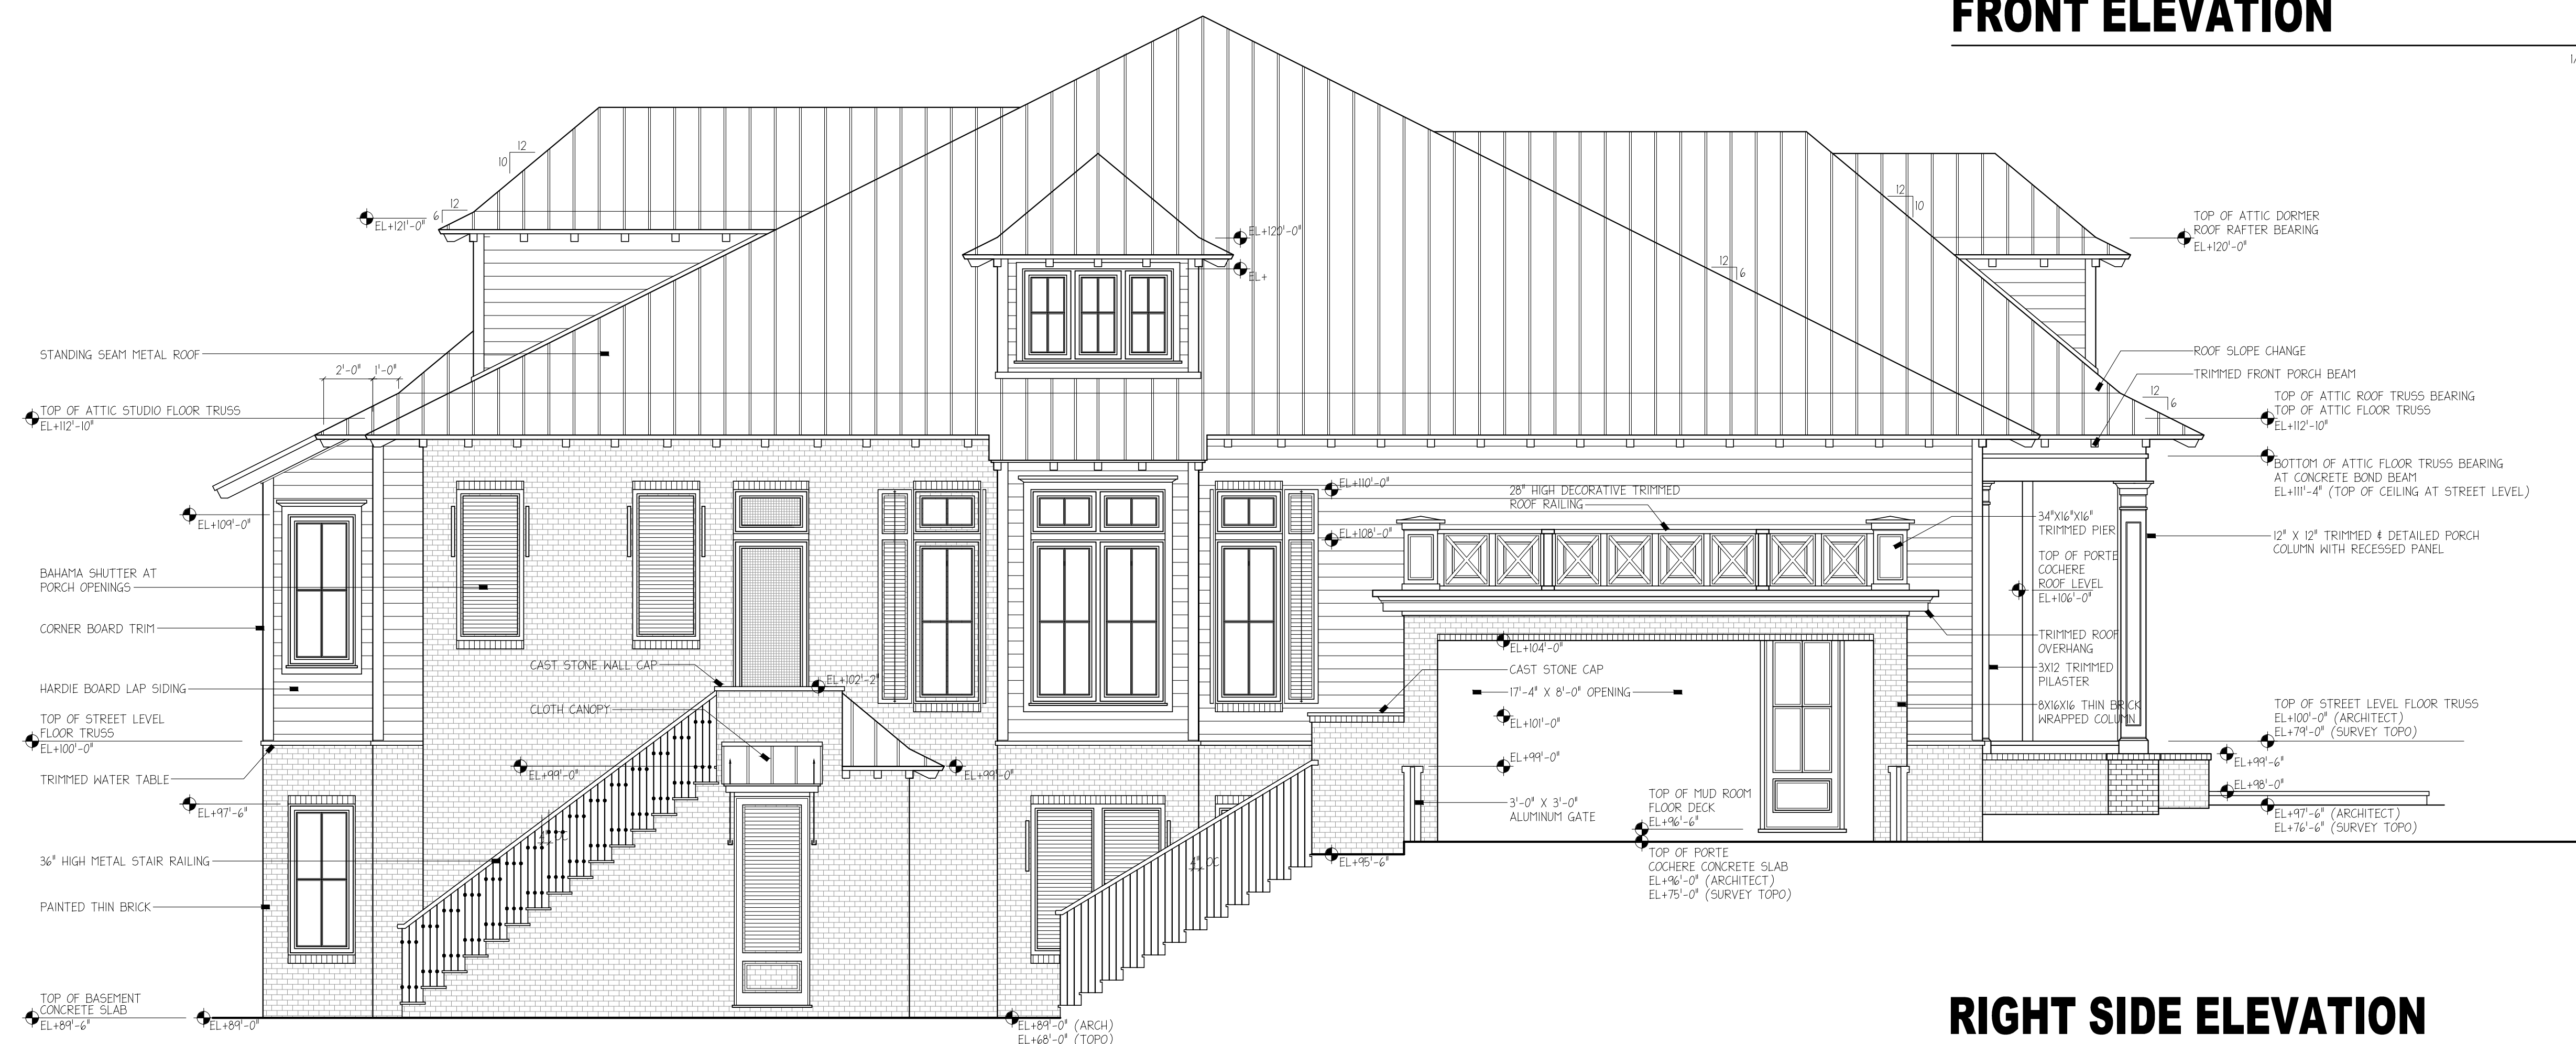 FRONT ELEVATION
1/
12
10
12
6
EL+121'-0"
STANDING SEAM METAL ROOF
2'-0"
1'-0"
TOP OF ATTIC STUDIO FLOOR TRUSS
EL+112'-10"
EL+109'-0"
BAHAMA SHUTTER AT
PORCH OPENINGS
CORNER BOARD TRIM
HARDIE BOARD LAP SIDING
TOP OF STREET LEVEL
FLOOR TRUSS
EL+100'-0"
TRIMMED WATER TABLE
EL+97'-6"
36" HIGH METAL STAIR RAILING
PAINTED THIN BRICK
TOP OF BASEMENT
CONCRETE SLAB
EL+89'-6"
EL+89'-0"
CAST STONE WALL CAP
EL+102'-2"
CLOTH CANOPY
EL+99'-0"
EL+99'-0"
4" OC
EL+89'-0" (ARCH)
EL+68'-0" (TOPO)
4" OC
EL+120'-0"
EL+
12
6
12
10
EL+110'-0"
EL+108'-0"
28" HIGH DECORATIVE TRIMMED
ROOF RAILING
EL+104'-0"
CAST STONE CAP
17'-4" X 8'-0" OPENING
EL+101'-0"
EL+99'-0"
3'-0" X 3'-0"
ALUMINUM GATE
EL+95'-6"
TOP OF MUD ROOM
FLOOR DECK
EL+96'-6"
TOP OF PORTE
COCHERE CONCRETE SLAB
EL+96'-0" (ARCHITECT)
EL+75'-0" (SURVEY TOPO)
34"X16"X16"
TRIMMED PIER
TOP OF PORTE
COCHERE
ROOF LEVEL
EL+106'-0"
TRIMMED ROOF
OVERHANG
3X12 TRIMMED
PILASTER
8X16X16 THIN BRICK
WRAPPED COLUMN
TOP OF ATTIC DORMER
ROOF RAFTER BEARING
EL+120'-0"
ROOF SLOPE CHANGE
TRIMMED FRONT PORCH BEAM
12
6
TOP OF ATTIC ROOF TRUSS BEARING
TOP OF ATTIC FLOOR TRUSS
EL+112'-10"
BOTTOM OF ATTIC FLOOR TRUSS BEARING
AT CONCRETE BOND BEAM
EL+111'-4" (TOP OF CEILING AT STREET LEVEL)
12" X 12" TRIMMED & DETAILED PORCH
COLUMN WITH RECESSED PANEL
TOP OF STREET LEVEL FLOOR TRUSS
EL+100'-0" (ARCHITECT)
EL+79'-0" (SURVEY TOPO)
EL+99'-6"
EL+98'-0"
EL+97'-6" (ARCHITECT)
EL+76'-6" (SURVEY TOPO)
RIGHT SIDE ELEVATION